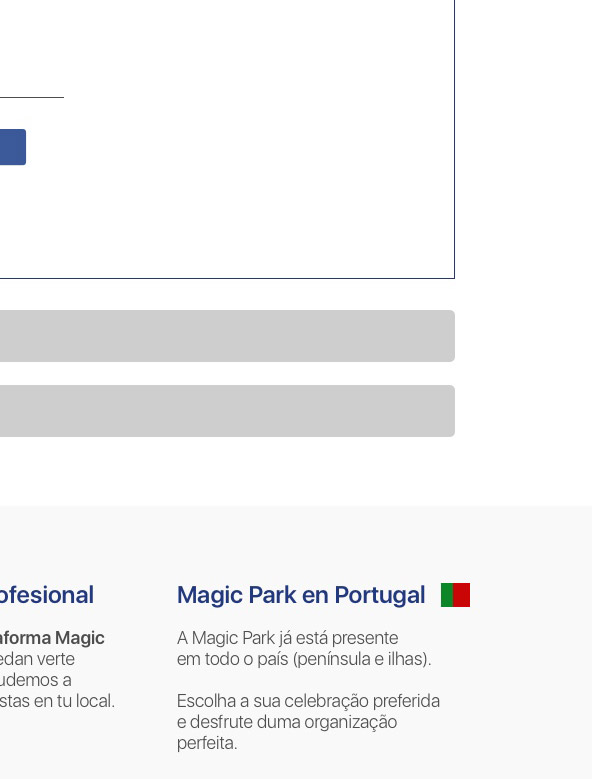 ofesional
aforma Magic
edan verte
udemos a
stas en tu local.
Magic Park en Portugal
A Magic Park já está presente
em todo o país (península e ilhas).
Escolha a sua celebração preferida
e desfrute duma organização
perfeita.